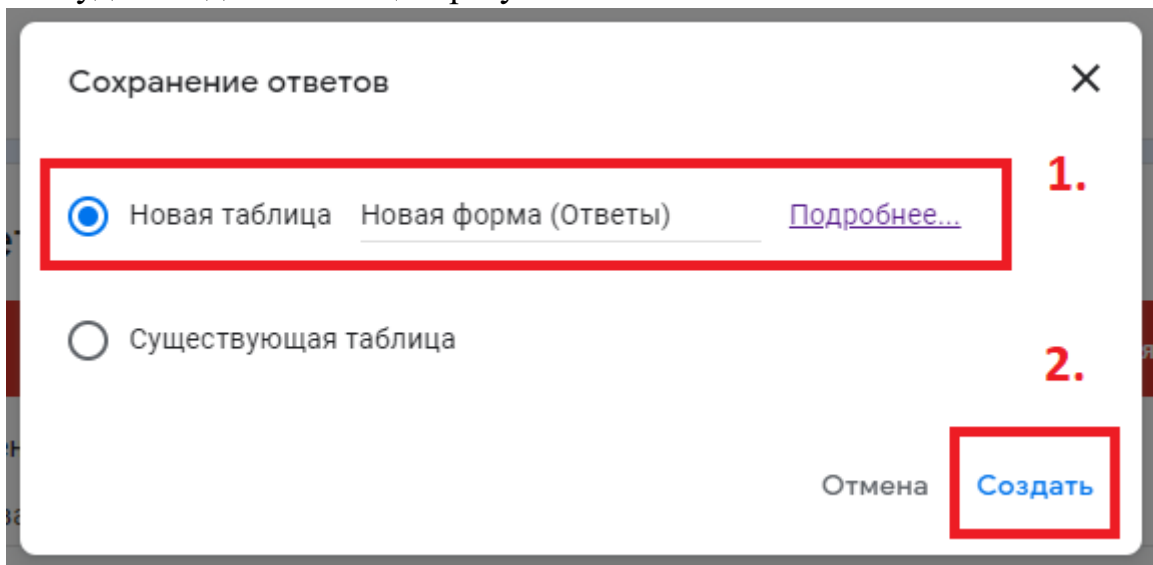 Сохранение ответов
1.
Новая таблица Новая форма (Ответы) Подробнее...
Существующая таблица
2.
Отмена Создать